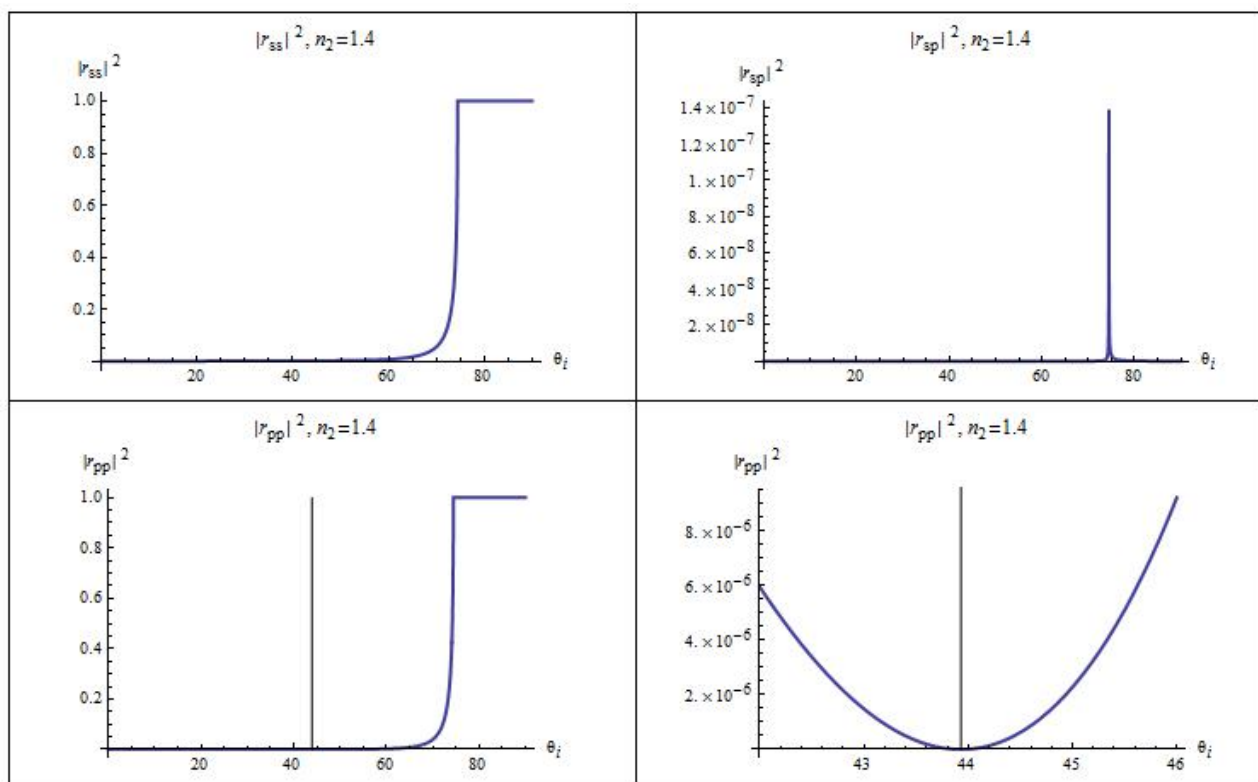 |r_ss|², n₂=1.4
|r_ss|²
1.0
0.8
0.6
0.4
0.2
20 40 60 80 θ_i
|r_sp|², n₂=1.4
|r_sp|²
1.4×10⁻⁷
1.2×10⁻⁷
1.×10⁻⁷
8.×10⁻⁸
6.×10⁻⁸
4.×10⁻⁸
2.×10⁻⁸
20 40 60 80 θ_i
|r_pp|², n₂=1.4
|r_pp|²
1.0
0.8
0.6
0.4
0.2
20 40 60 80 θ_i
|r_pp|², n₂=1.4
|r_pp|²
8.×10⁻⁶
6.×10⁻⁶
4.×10⁻⁶
2.×10⁻⁶
43 44 45 46 θ_i